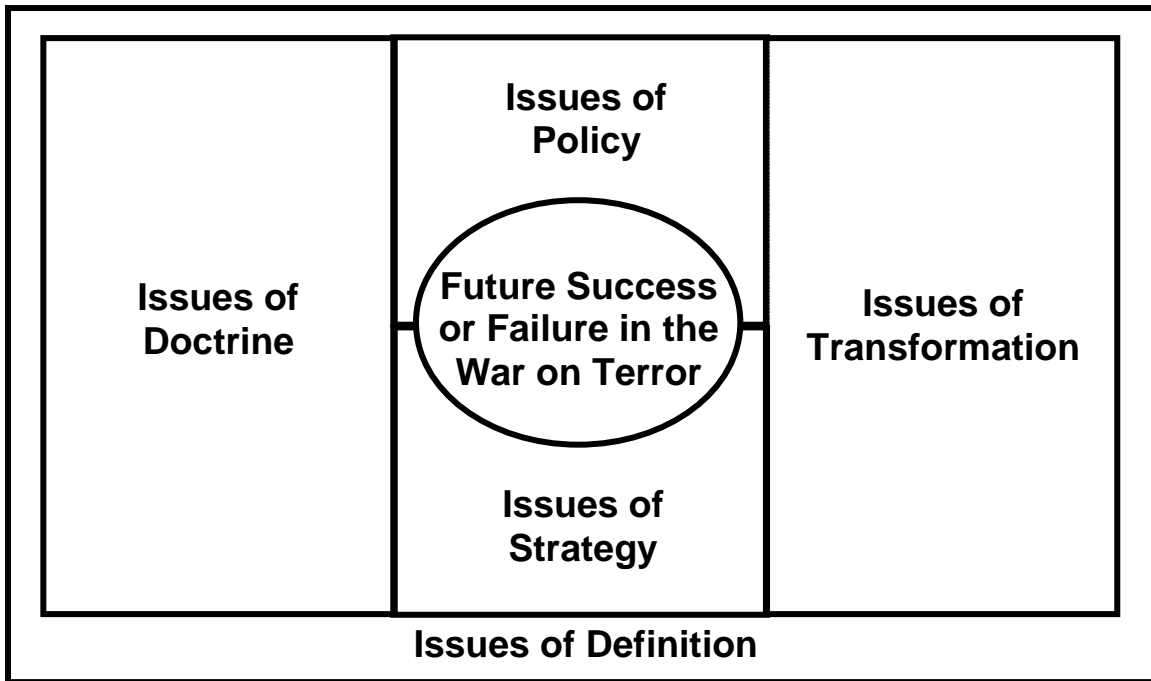 Issues of
Policy
Issues of
Doctrine
Future Success
or Failure in the
War on Terror
Issues of
Transformation
Issues of
Strategy
Issues of Definition